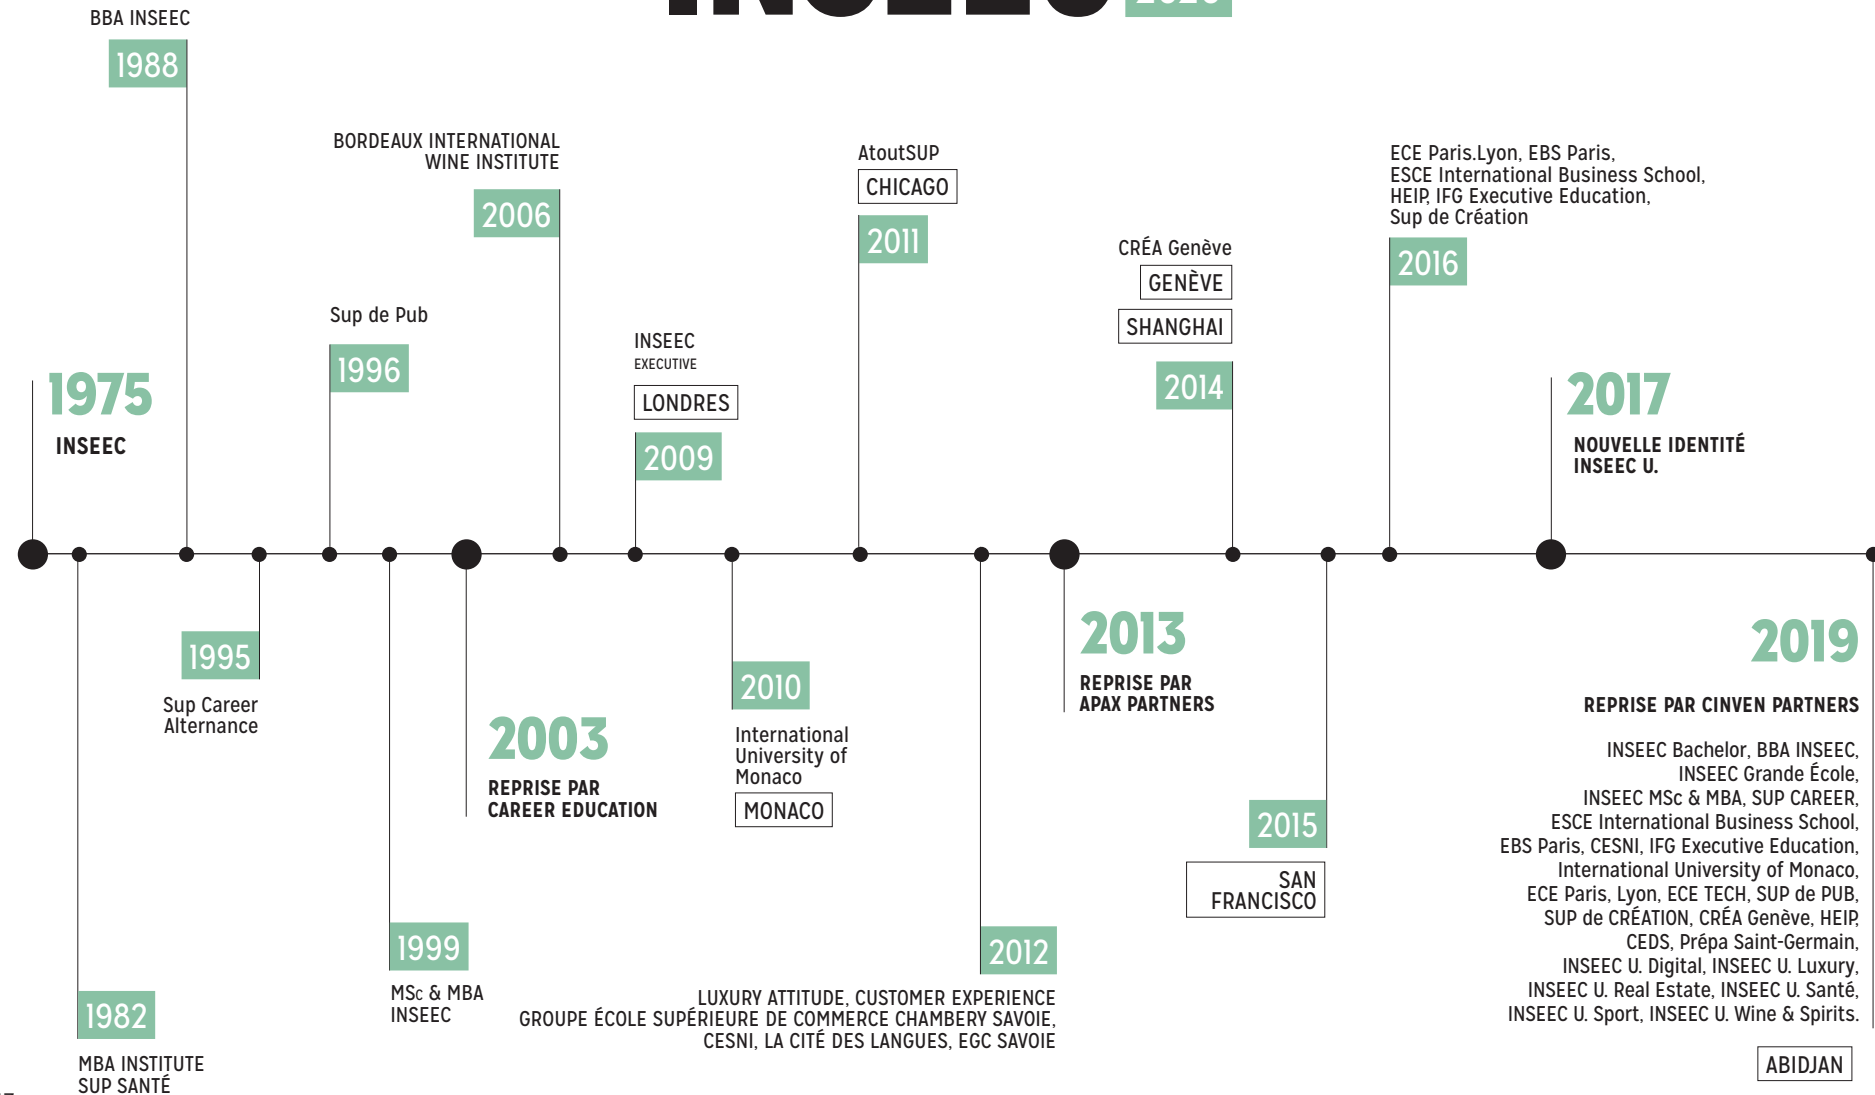 BBA INSEEC
1988
BORDEAUX INTERNATIONAL
WINE INSTITUTE
2006
AtoutSUP
CHICAGO
2011
ECE Paris.Lyon, EBS Paris,
ESCE International Business School,
HEIP, IFG Executive Education,
Sup de Création
2016
CRÉA Genève
GENÈVE
SHANGHAI
2014
Sup de Pub
1996
INSEEC
EXECUTIVE
LONDRES
2009
1975
INSEEC
2017
NOUVELLE IDENTITÉ
INSEEC U.
1995
Sup Career
Alternance
2003
REPRISE PAR
CAREER EDUCATION
2010
International
University of
Monaco
MONACO
2013
REPRISE PAR
APAX PARTNERS
2015
SAN
FRANCISCO
2019
REPRISE PAR CINVEN PARTNERS
INSEEC Bachelor, BBA INSEEC,
INSEEC Grande École,
INSEEC MSc & MBA, SUP CAREER,
ESCE International Business School,
EBS Paris, CESNI, IFG Executive Education,
International University of Monaco,
ECE Paris, Lyon, ECE TECH, SUP de PUB,
SUP de CRÉATION, CRÉA Genève, HEIP,
CEDS, Prépa Saint-Germain,
INSEEC U. Digital, INSEEC U. Luxury,
INSEEC U. Real Estate, INSEEC U. Santé,
INSEEC U. Sport, INSEEC U. Wine & Spirits.
ABIDJAN
1999
MSc & MBA
INSEEC
2012
LUXURY ATTITUDE, CUSTOMER EXPERIENCE
GROUPE ÉCOLE SUPÉRIEURE DE COMMERCE CHAMBERY SAVOIE,
CESNI, LA CITÉ DES LANGUES, EGC SAVOIE
1982
MBA INSTITUTE
SUP SANTÉ